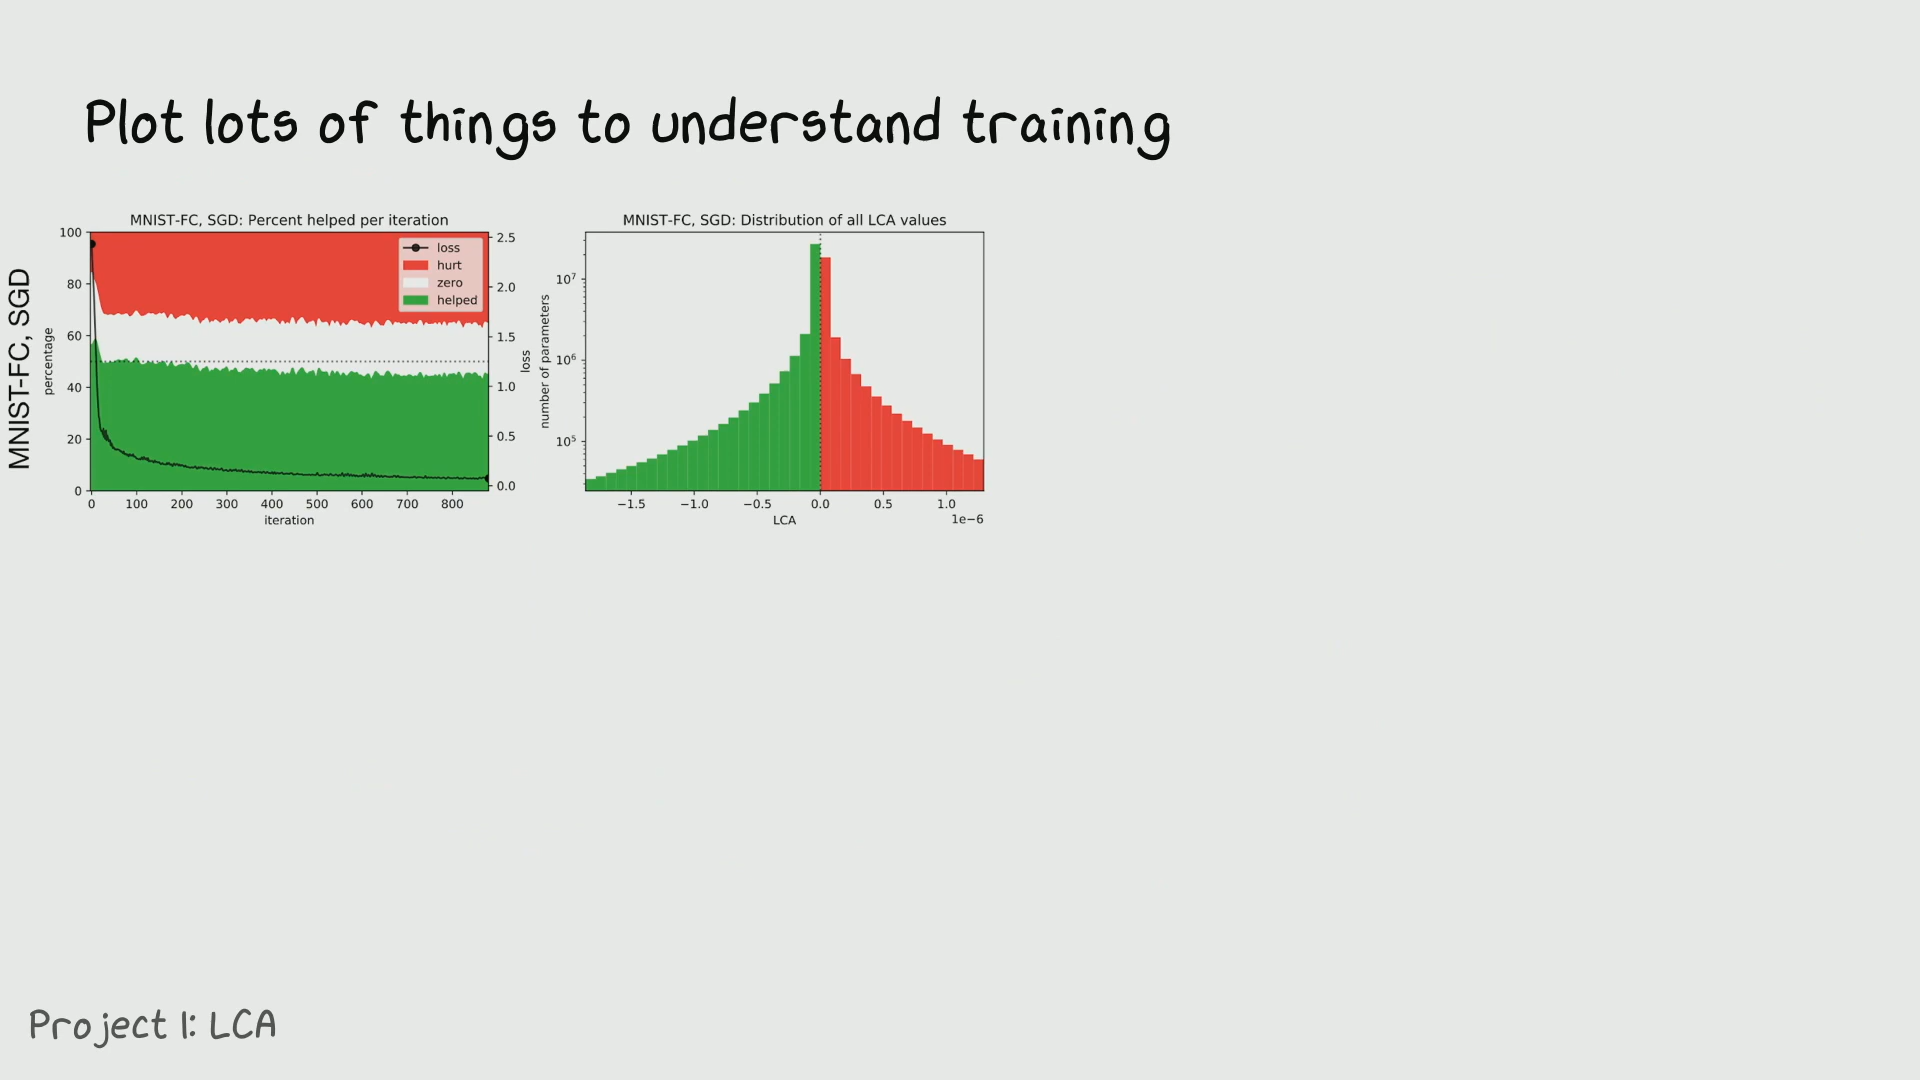 Plot lots of things to understand training
MNIST-FC, SGD
MNIST-FC, SGD: Percent helped per iteration
percentage
100
80
60
40
20
0
loss
hurt
zero
helped
2.5
2.0
1.5
1.0
0.5
0.0
loss
0 100 200 300 400 500 600 700 800
iteration
MNIST-FC, SGD: Distribution of all LCA values
number of parameters
10⁷
10⁶
10⁵
−1.5 −1.0 −0.5 0.0 0.5 1.0
LCA
1e−6
Project 1: LCA